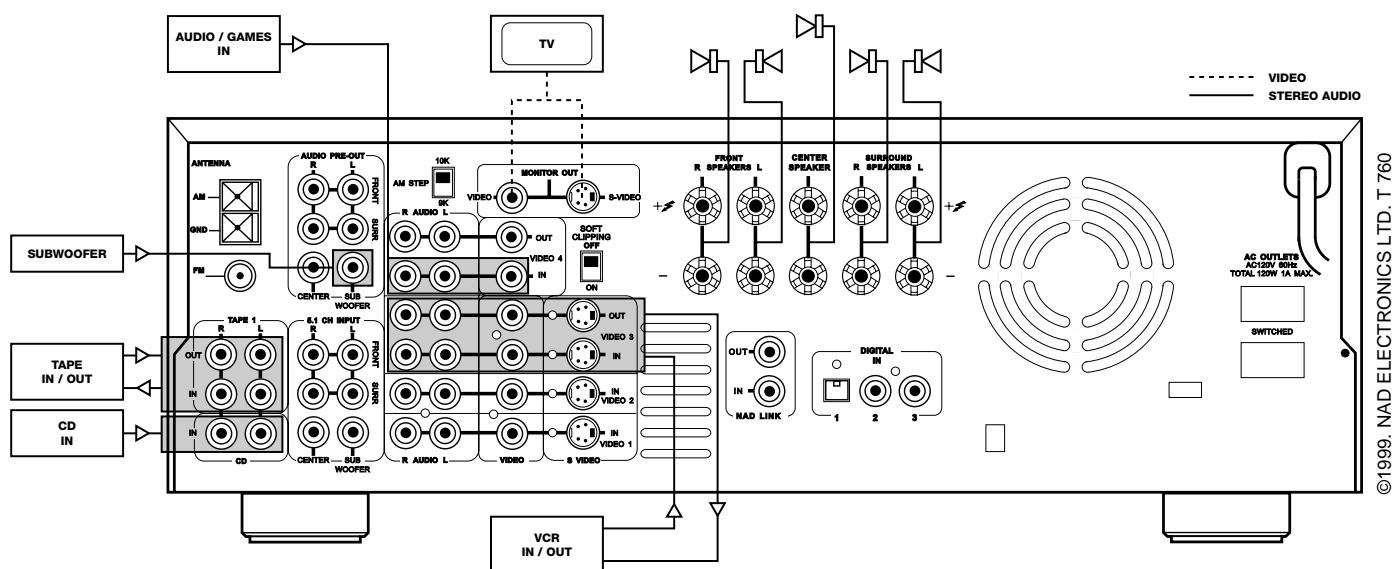 AUDIO / GAMES
IN
TV
VIDEO
STEREO AUDIO
SUBWOOFER
TAPE
IN / OUT
CD
IN
VCR
IN / OUT
ANTENNA
AM
GND
FM
AUDIO PRE-OUT
R L
FRONT
SURR
CENTER
SUB
WOOFER
10K
AM STEP
9K
MONITOR OUT
VIDEO
S-VIDEO
R AUDIO L
OUT
VIDEO 4
IN
SOFT
CLIPPING
OFF
ON
OUT
VIDEO 3
IN
IN
VIDEO 2
IN
VIDEO 1
R AUDIO L
VIDEO
S VIDEO
TAPE 1
R L
OUT
IN
IN
CD
5.1 CH INPUT
R L
FRONT
SURR
CENTER
SUB
WOOFER
FRONT
R SPEAKERS L
CENTER
SPEAKER
SURROUND
R SPEAKERS L
+
+
–
–
OUT
IN
NAD LINK
DIGITAL
IN
1
2
3
AC OUTLETS
AC120V 60Hz
TOTAL 120W 1A MAX.
SWITCHED
©1999. NAD ELECTRONICS LTD. T 760